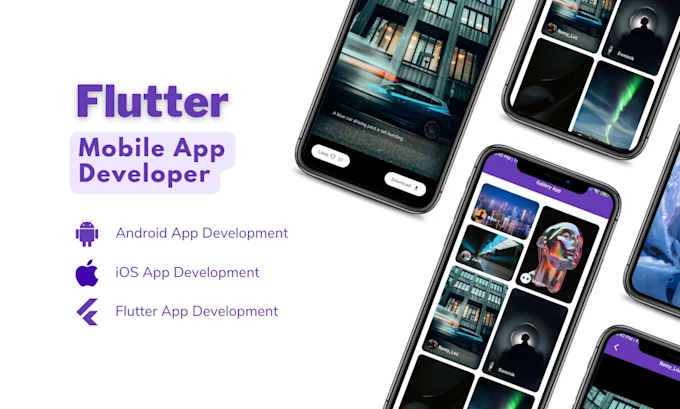 Flutter
Mobile App
Developer
Android App Development
iOS App Development
Flutter App Development
A blue car driving past a tall building
Likes 37
Download
Remy_Loz
Dominik
Gallery App
Remy_Loz
Dominik